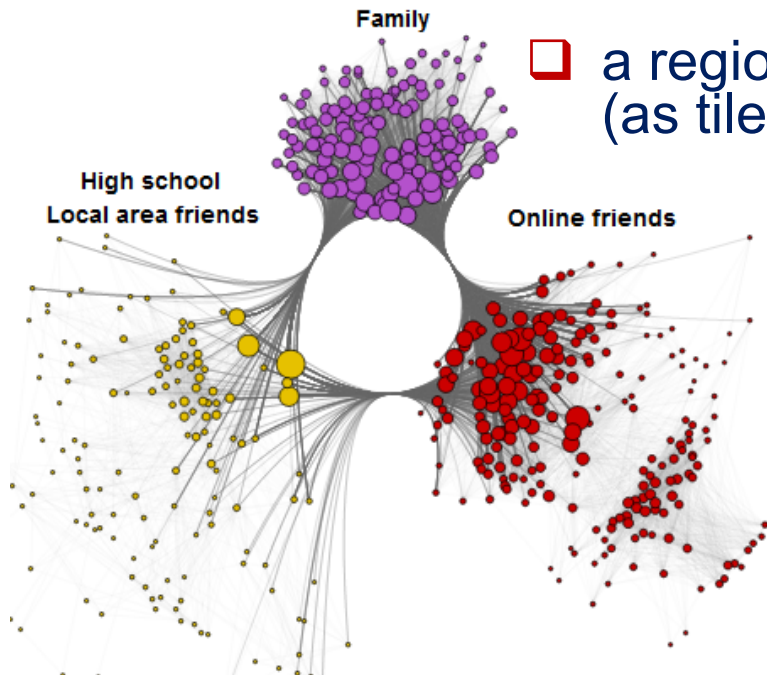 Family
a regio
(as tile
High school
Local area friends
Online friends